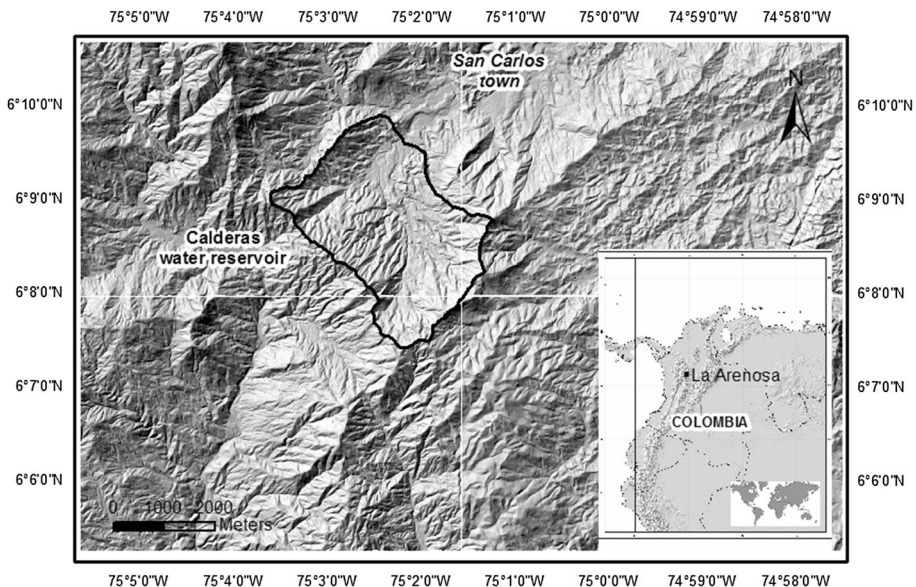 75°5'0"W 75°4'0"W 75°3'0"W 75°2'0"W 75°1'0"W 75°0'0"W 74°59'0"W 74°58'0"W
San Carlos
town
N
6°10'0"N 6°10'0"N
6°9'0"N 6°9'0"N
Calderas
water reservoir
6°8'0"N 6°8'0"N
6°7'0"N 6°7'0"N
La Arenosa
COLOMBIA
6°6'0"N 6°6'0"N
0 1000 2000
Meters
75°5'0"W 75°4'0"W 75°3'0"W 75°2'0"W 75°1'0"W 75°0'0"W 74°59'0"W 74°58'0"W